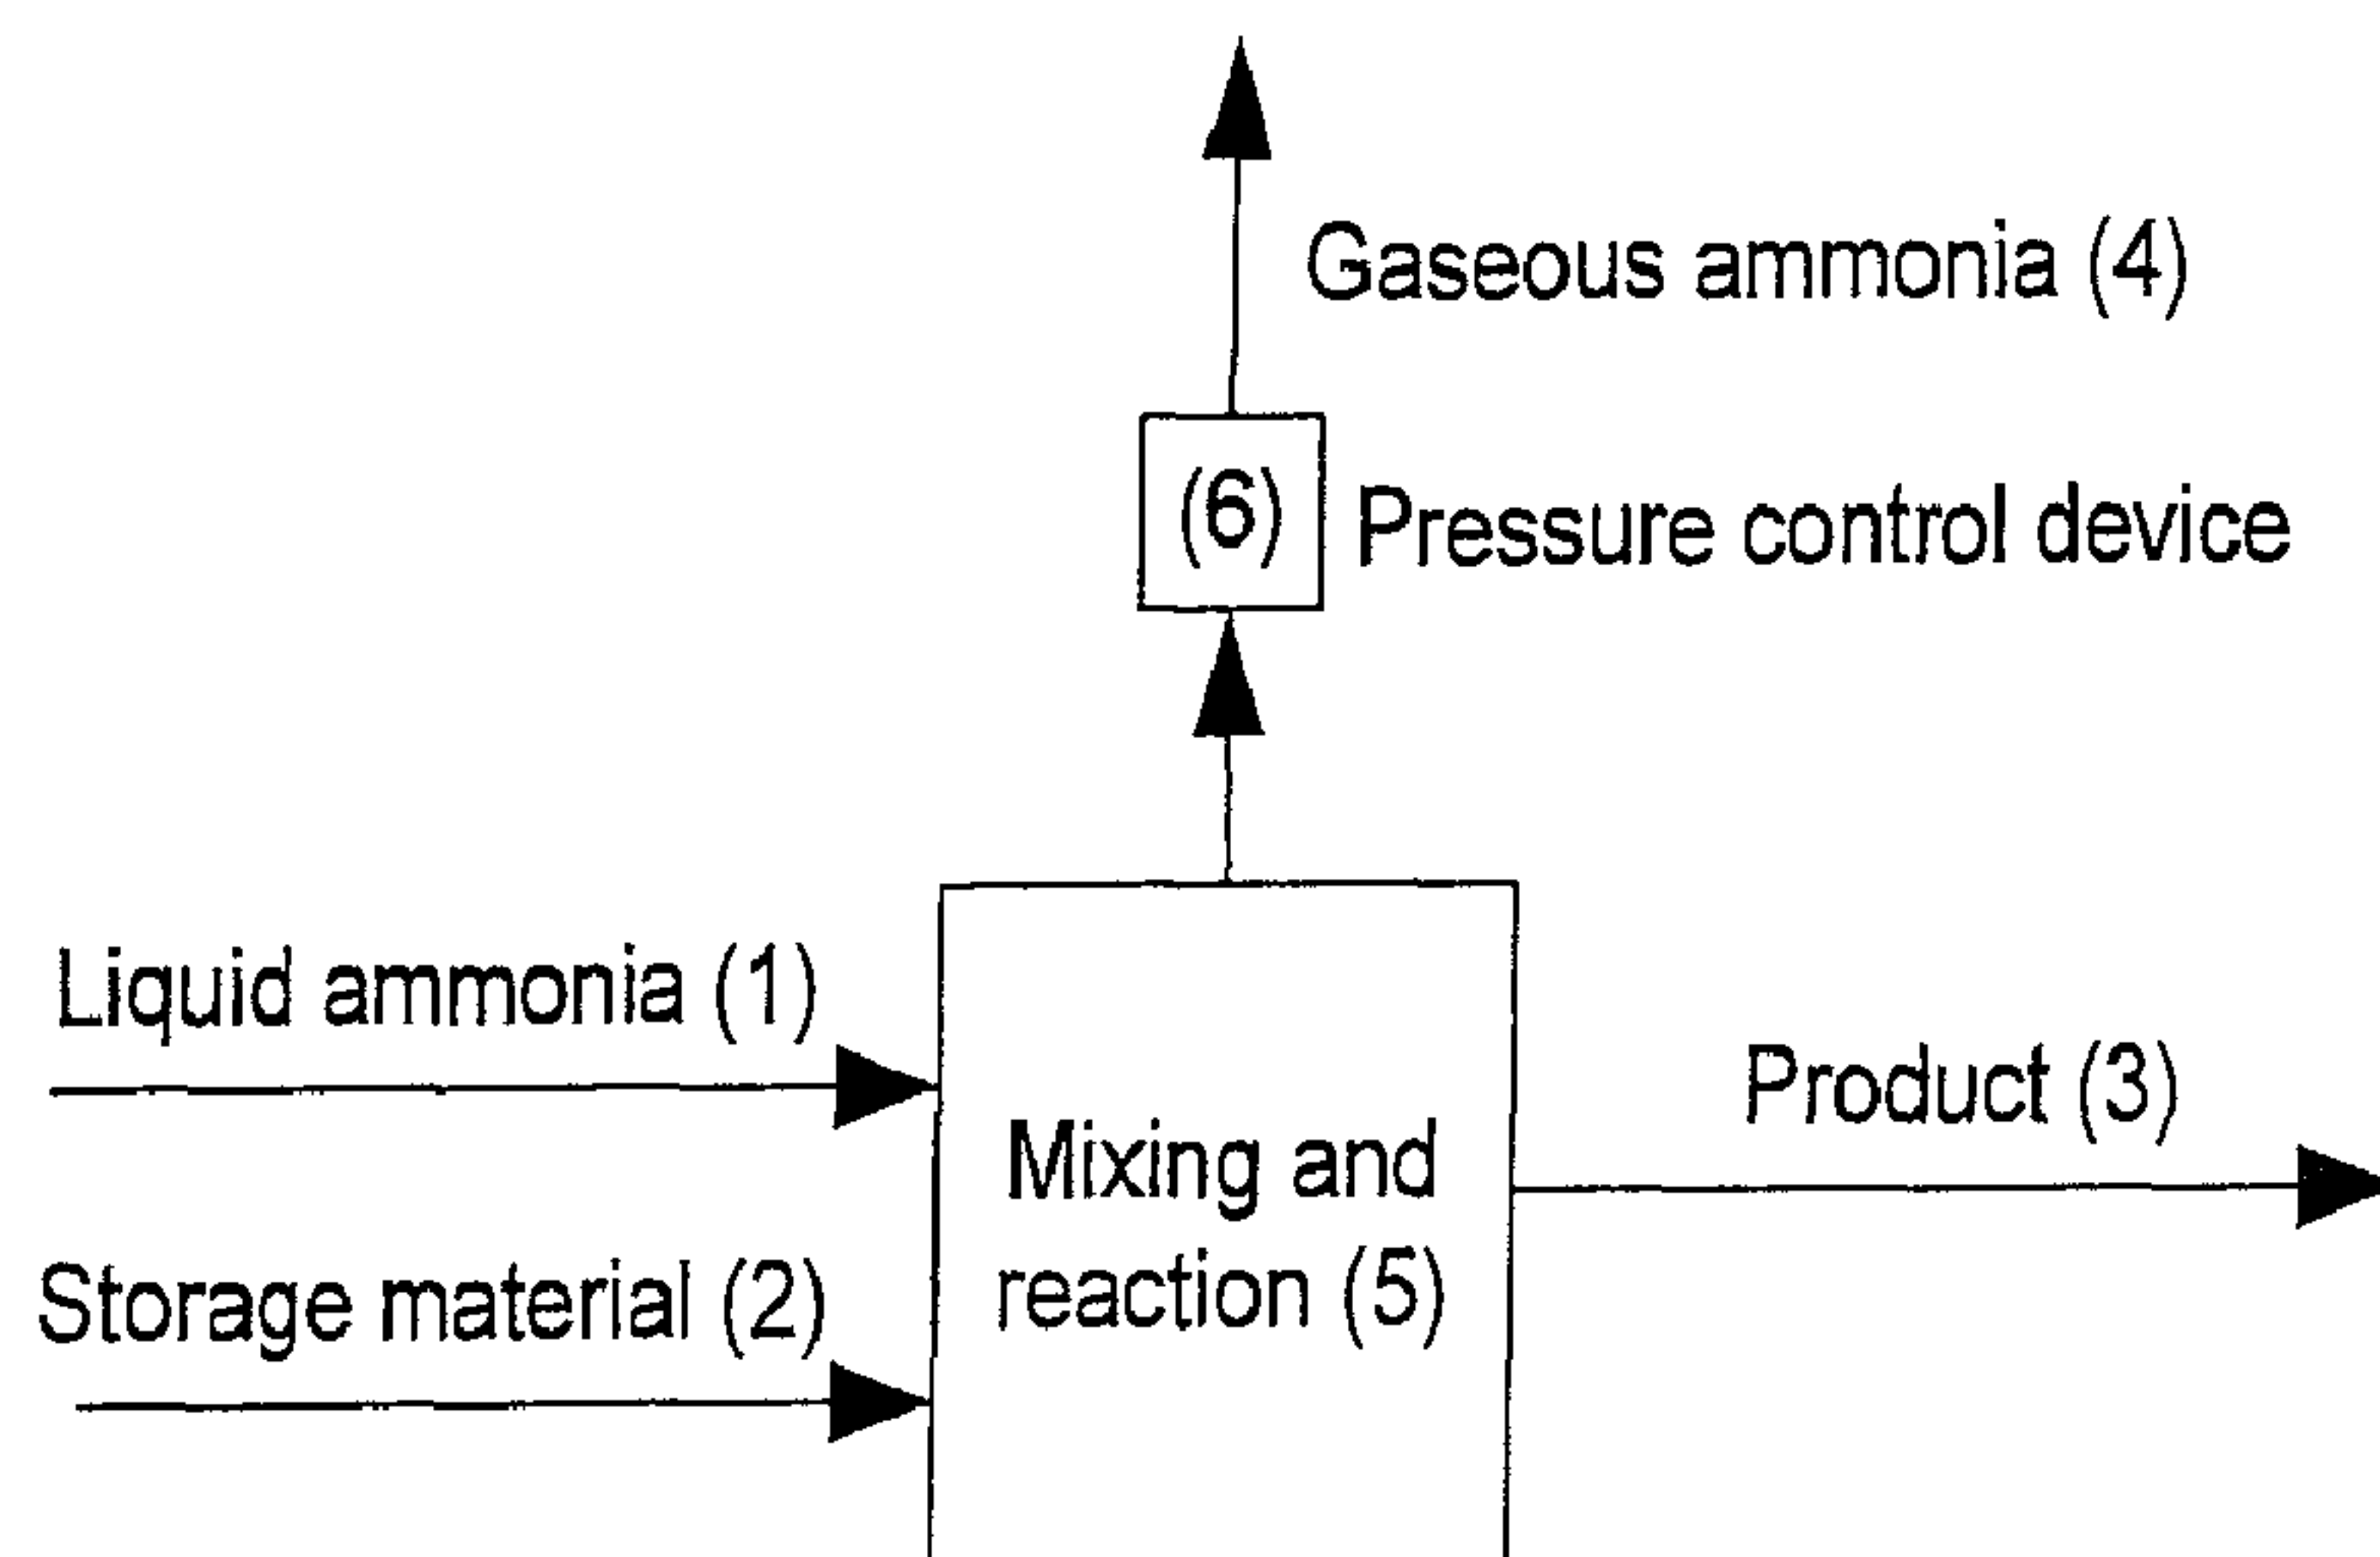 Gaseous ammonia (4)
(6)
Pressure control device
Liquid ammonia (1)
Storage material (2)
Mixing and
reaction (5)
Product (3)